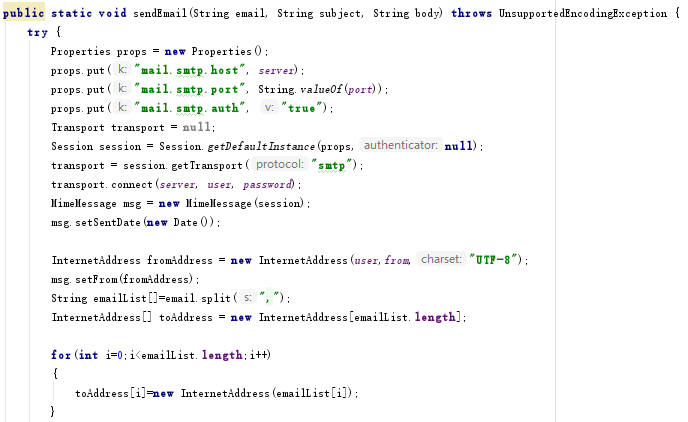 public static void sendEmail(String email, String subject, String body) throws UnsupportedEncodingException {
try {
Properties props = new Properties();
props.put( k: "mail.smtp.host", server);
props.put( k: "mail.smtp.port", String.valueOf(port));
props.put( k: "mail.smtp.auth", v: "true");
Transport transport = null;
Session session = Session.getDefaultInstance(props, authenticator: null);
transport = session.getTransport( protocol: "smtp");
transport.connect(server, user, password);
MimeMessage msg = new MimeMessage(session);
msg.setSentDate(new Date());
InternetAddress fromAddress = new InternetAddress(user,from, charset: "UTF-8");
msg.setFrom(fromAddress);
String emailList[]=email.split( s: ",");
InternetAddress[] toAddress = new InternetAddress[emailList.length];
for(int i=0;i<emailList.length;i++)
{
toAddress[i]=new InternetAddress(emailList[i]);
}